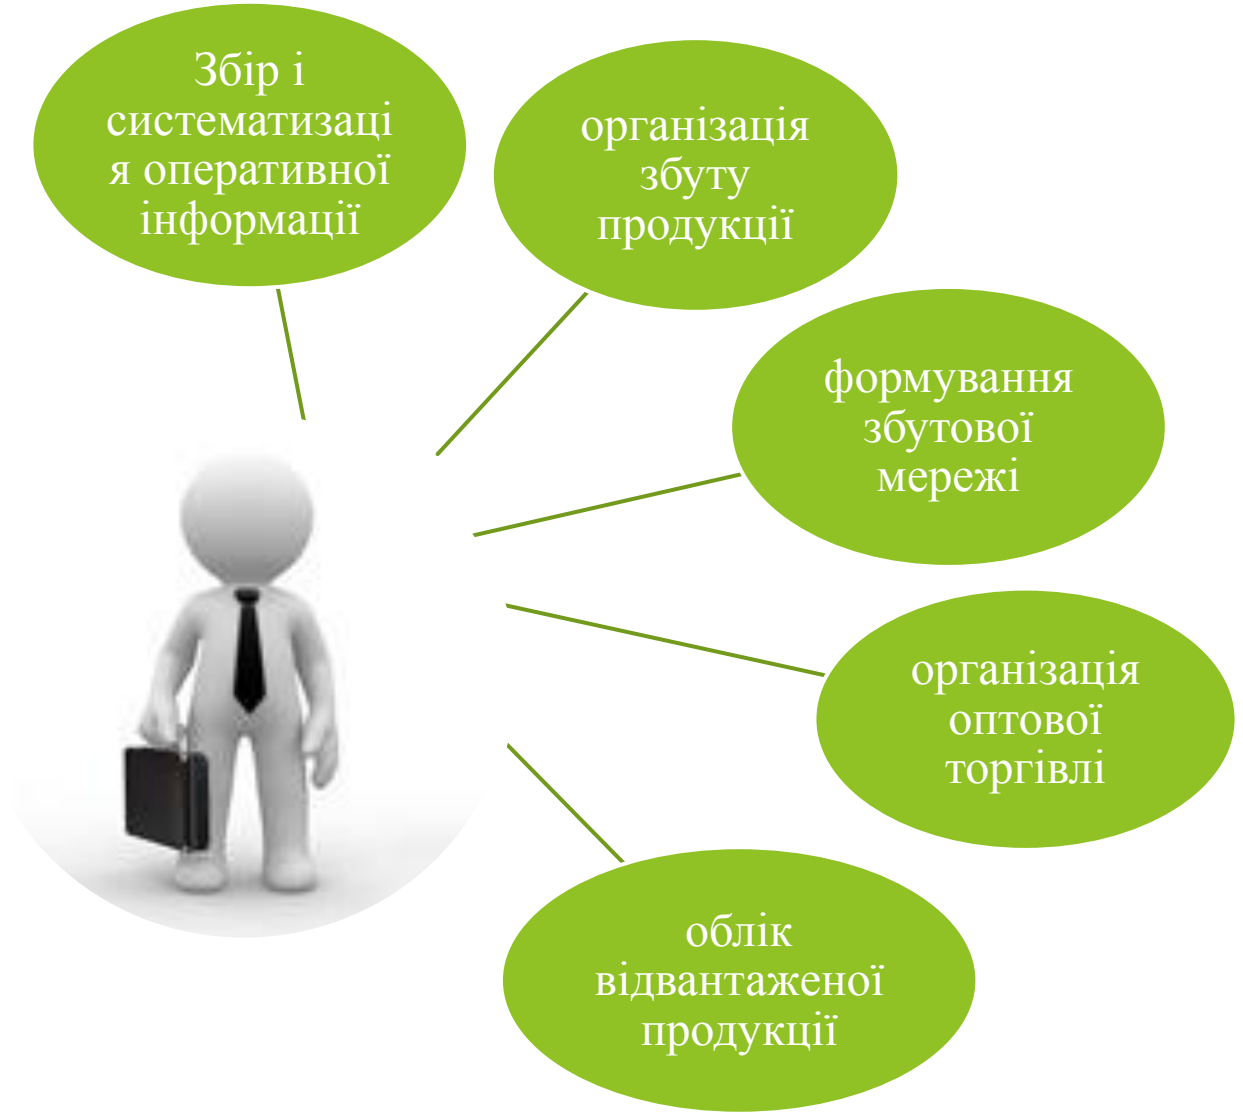 Збір і
систематизаці
я оперативної
інформації
організація
збуту
продукції
формування
збутової
мережі
організація
оптової
торгівлі
облік
відвантаженої
продукції